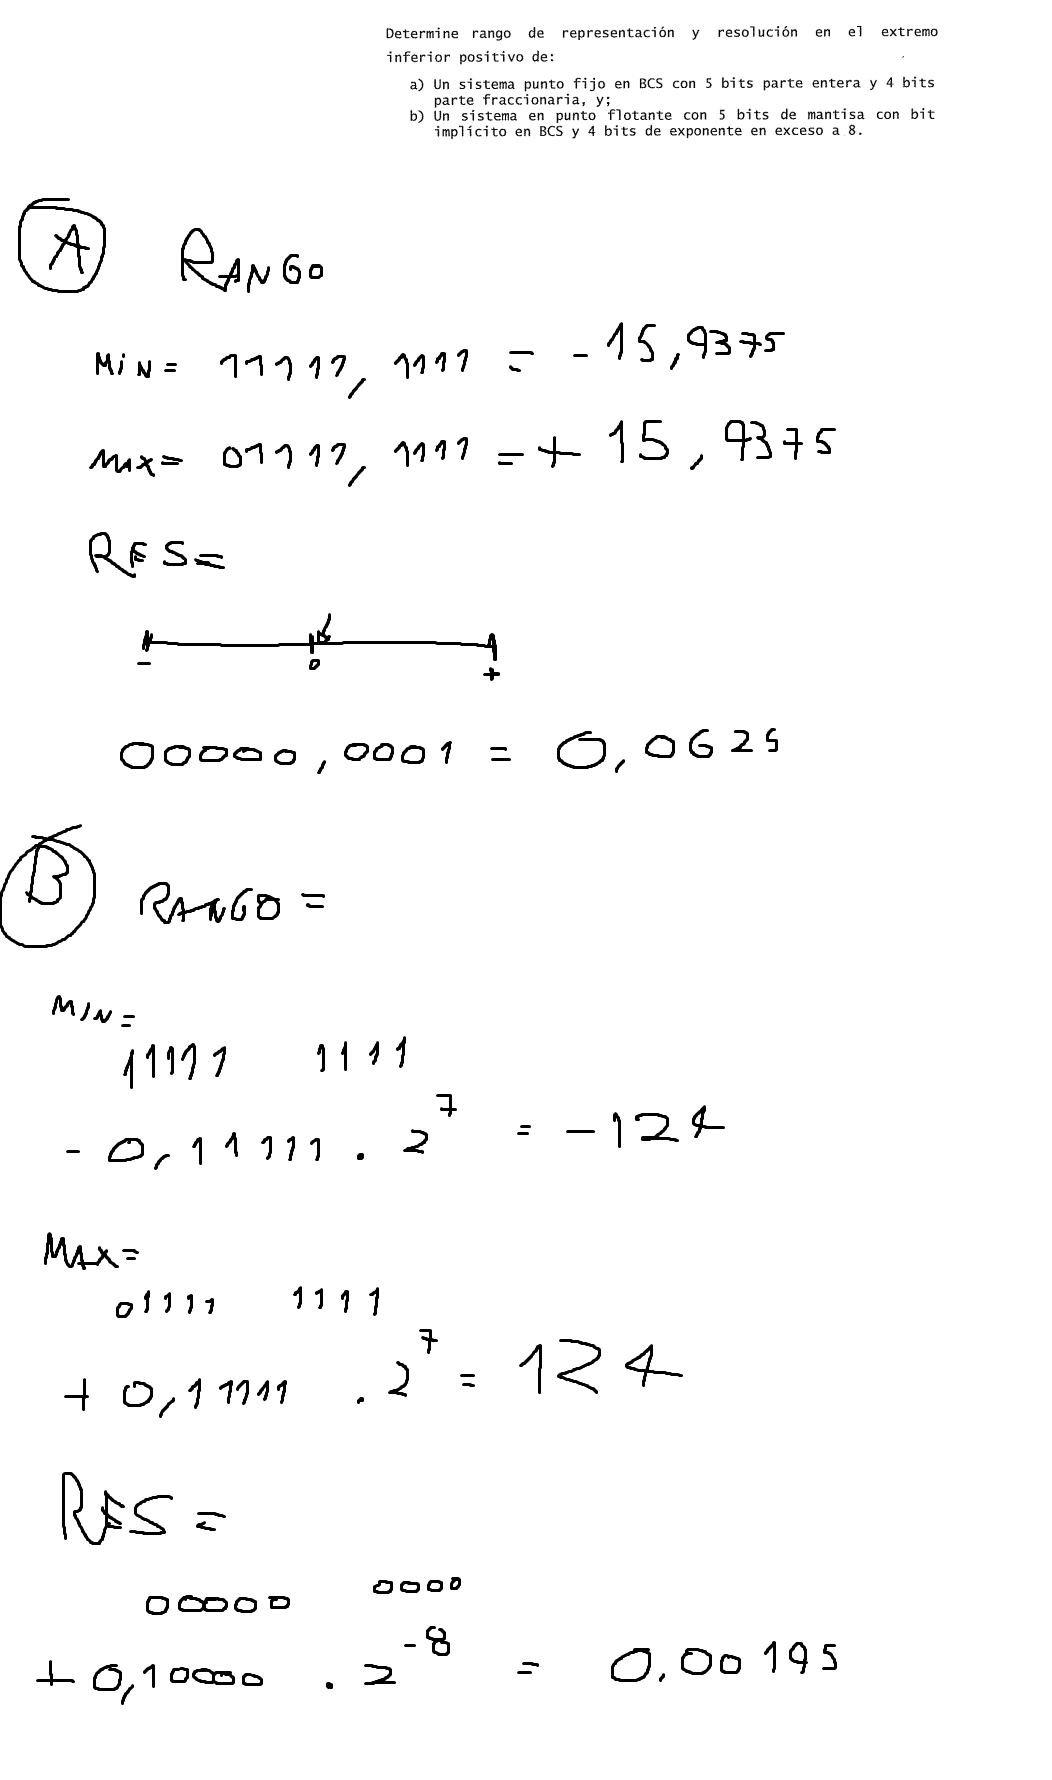 Determine rango de representación y resolución en el extremo
inferior positivo de:
a) Un sistema punto fijo en BCS con 5 bits parte entera y 4 bits
parte fraccionaria, y;
b) Un sistema en punto flotante con 5 bits de mantisa con bit
implícito en BCS y 4 bits de exponente en exceso a 8.
A RANGO
MiN = 11111, 1111 = - 15,9375
MAX = 01111, 1111 = + 15,9375
RES =
- 0 +
00000,0001 = 0,0625
B RANGO =
MIN =
11111 1111
- 0,11111 . 2^7 = -124
MAX =
01111 1111
+ 0,11111 . 2^7 = 124
RES =
00000 0000
+ 0,10000 . 2^-8 = 0.00195